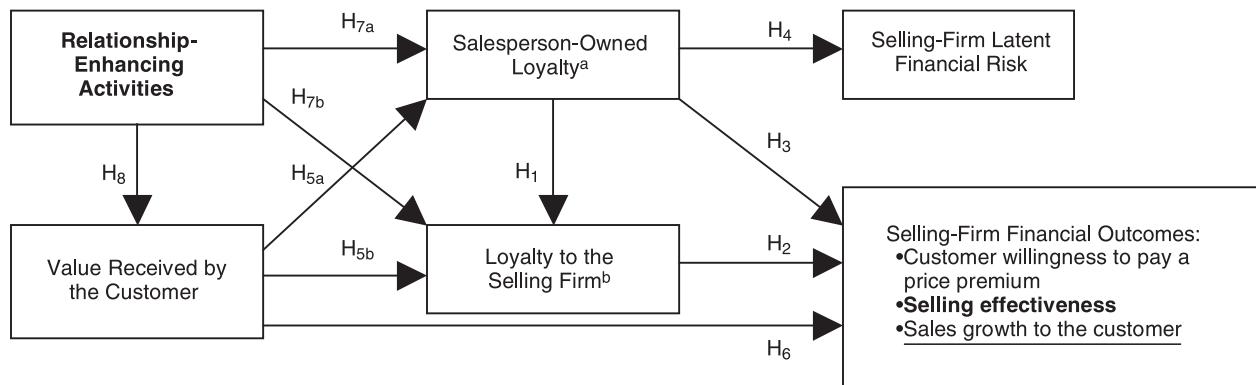 Relationship-
Enhancing
Activities
H7a
Salesperson-Owned
Loyaltyᵃ
H4
Selling-Firm Latent
Financial Risk
H7b
H3
H8
H5a
H1
Value Received by
the Customer
H5b
Loyalty to the
Selling Firmᵇ
H2
Selling-Firm Financial Outcomes:
•Customer willingness to pay a
price premium
•Selling effectiveness
•Sales growth to the customer
H6